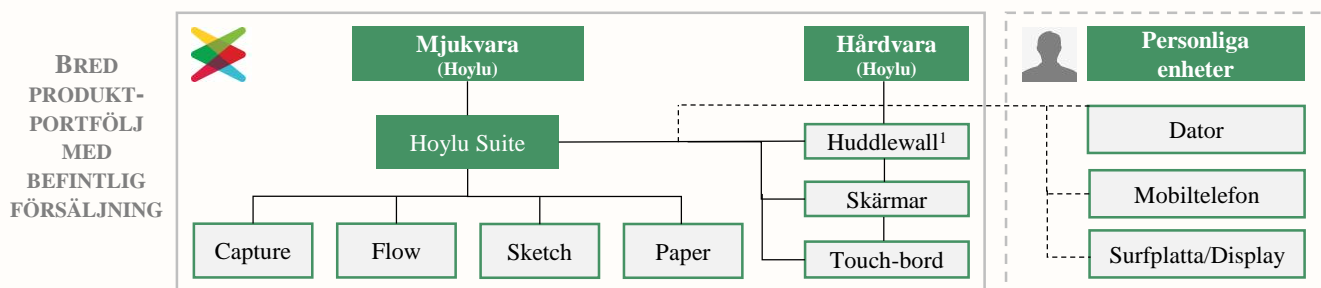 BRED
PRODUKT-
PORTFÖLJ
MED
BEFINTLIG
FÖRSÄLJNING
Mjukvara
(Hoylu)
Hoylu Suite
Capture
Flow
Sketch
Paper
Hårdvara
(Hoylu)
Huddlewall¹
Skärmar
Touch-bord
Personliga
enheter
Dator
Mobiltelefon
Surfplatta/Display